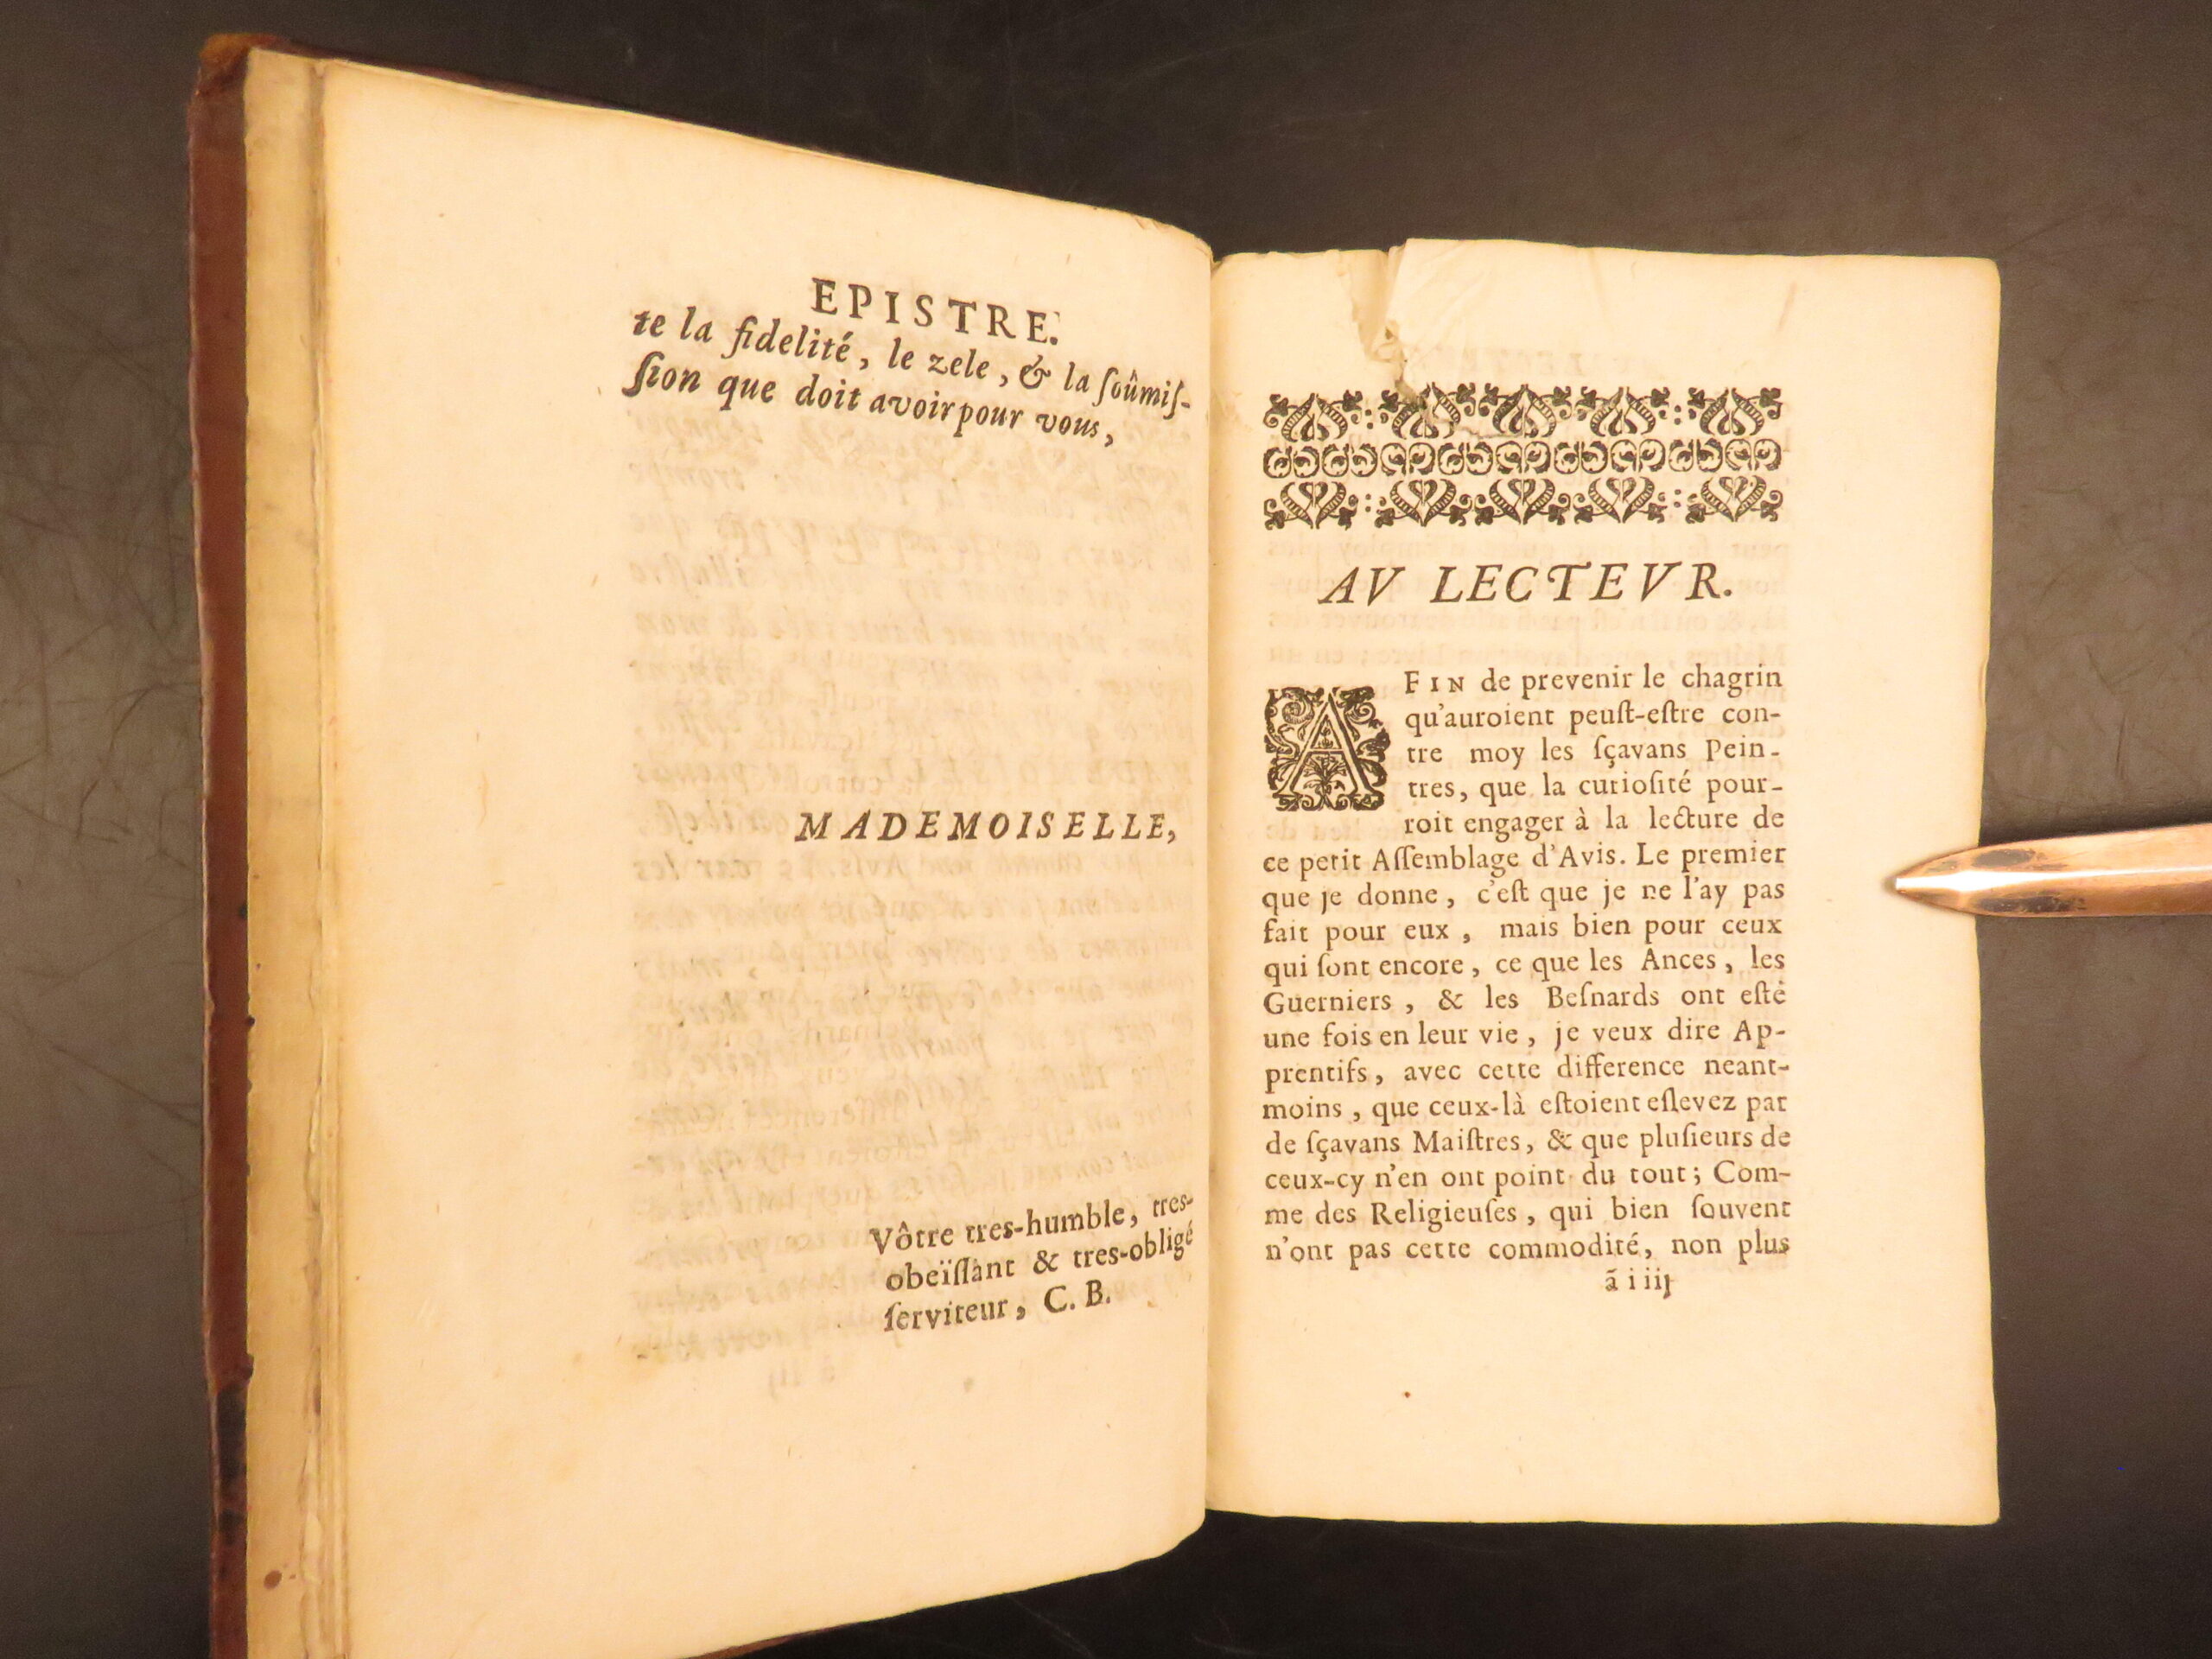 EPISTRE.
te la fidelité, le zele, & la ſoûmiſ-
ſion que doit avoir pour vous,
MADEMOISELLE,
Vôtre tres-humble, tres-
obeïſſant & tres-obligé
ſerviteur, C. B.
AV LECTEVR.
AFIN de prevenir le chagrin
qu'auroient peuſt-eſtre con-
tre moy les ſçavans Pein-
tres, que la curioſité pour-
roit engager à la lecture de
ce petit Aſſemblage d'Avis. Le premier
que je donne, c'eſt que je ne l'ay pas
fait pour eux, mais bien pour ceux
qui ſont encore, ce que les Ances, les
Guerniers, & les Beſnards ont eſté
une fois en leur vie, je veux dire Ap-
prentifs, avec cette difference neant-
moins, que ceux-là eſtoient eſlevez par
de ſçavans Maiſtres, & que pluſieurs de
ceux-cy n'en ont point du tout; Com-
me des Religieuſes, qui bien ſouvent
n'ont pas cette commodité, non plus
ã iiij